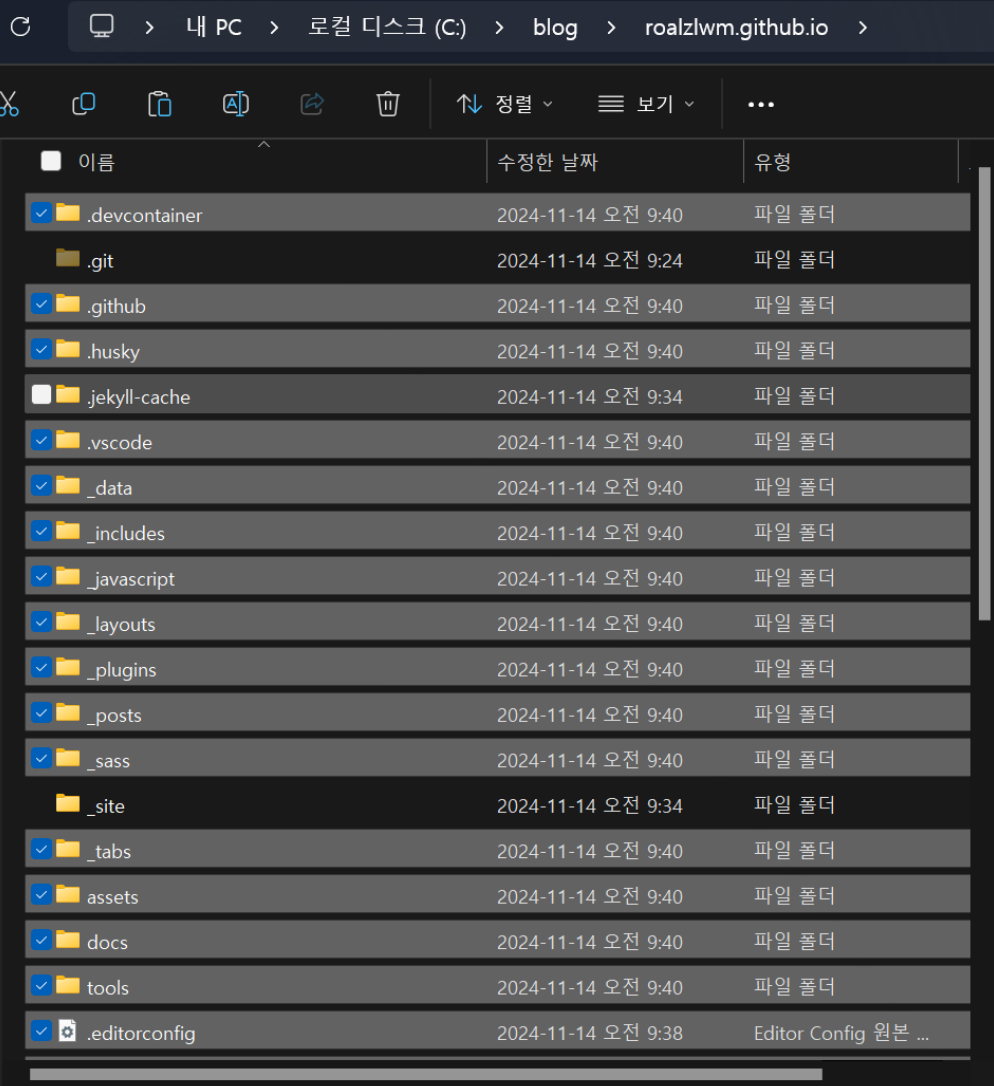 내 PC > 로컬 디스크 (C:) > blog > roalzlwm.github.io >
정렬 보기
이름 수정한 날짜 유형
.devcontainer 2024-11-14 오전 9:40 파일 폴더
.git 2024-11-14 오전 9:24 파일 폴더
.github 2024-11-14 오전 9:40 파일 폴더
.husky 2024-11-14 오전 9:40 파일 폴더
.jekyll-cache 2024-11-14 오전 9:34 파일 폴더
.vscode 2024-11-14 오전 9:40 파일 폴더
_data 2024-11-14 오전 9:40 파일 폴더
_includes 2024-11-14 오전 9:40 파일 폴더
_javascript 2024-11-14 오전 9:40 파일 폴더
_layouts 2024-11-14 오전 9:40 파일 폴더
_plugins 2024-11-14 오전 9:40 파일 폴더
_posts 2024-11-14 오전 9:40 파일 폴더
_sass 2024-11-14 오전 9:40 파일 폴더
_site 2024-11-14 오전 9:34 파일 폴더
_tabs 2024-11-14 오전 9:40 파일 폴더
assets 2024-11-14 오전 9:40 파일 폴더
docs 2024-11-14 오전 9:40 파일 폴더
tools 2024-11-14 오전 9:40 파일 폴더
.editorconfig 2024-11-14 오전 9:38 Editor Config 원본 ...